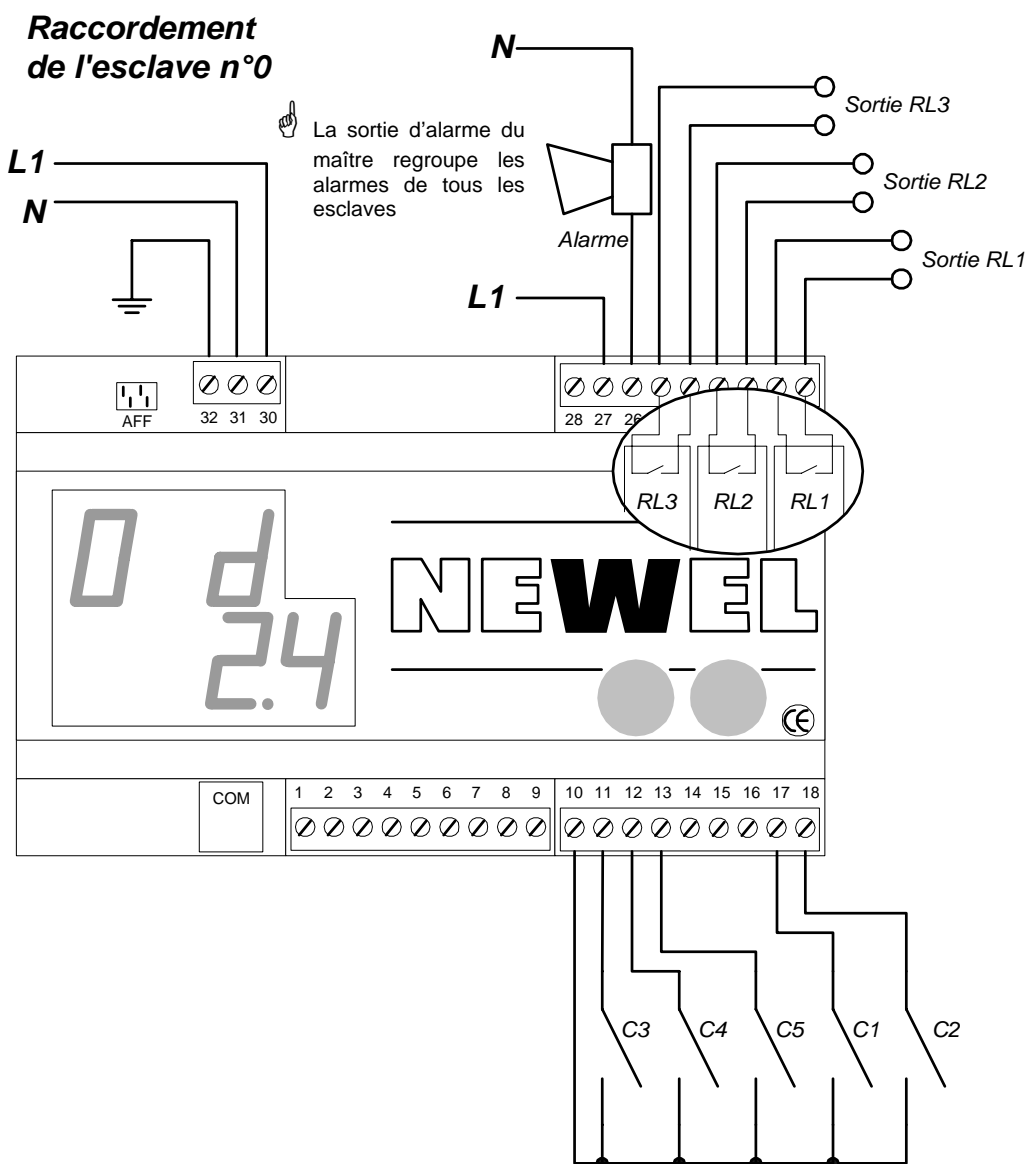 Raccordement
de l'esclave n°0
N
La sortie d'alarme du
maître regroupe les
alarmes de tous les
esclaves
L1
N
Alarme
L1
Sortie RL3
Sortie RL2
Sortie RL1
AFF
32 31 30
28 27 26
RL3 RL2 RL1
0 d
2.4
NEWEL
CE
COM
1 2 3 4 5 6 7 8 9
10 11 12 13 14 15 16 17 18
C3 C4 C5 C1 C2